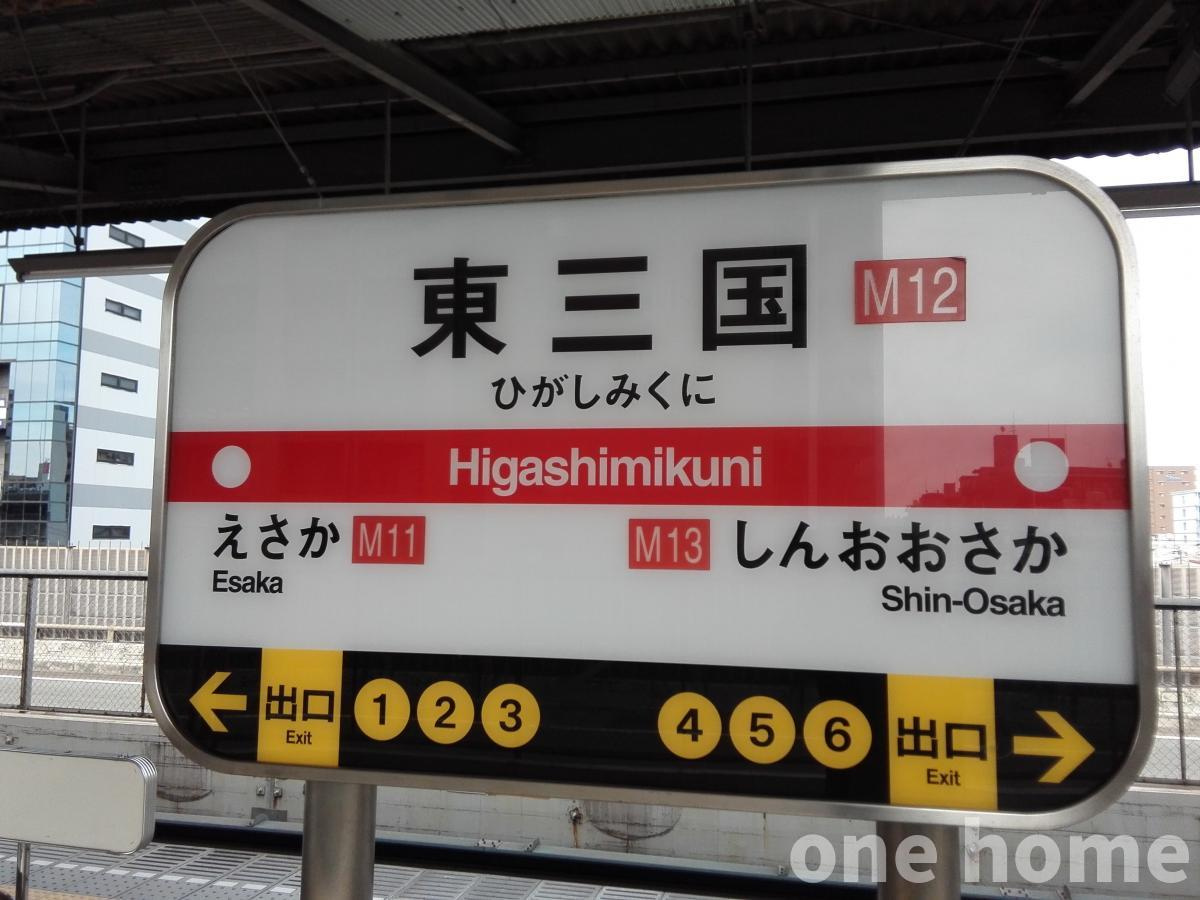 東三国 M12
ひがしみくに
Higashimikuni
えさか M11
Esaka
M13 しんおおさか
Shin-Osaka
出口 1 2 3
Exit
4 5 6 出口
Exit
one home